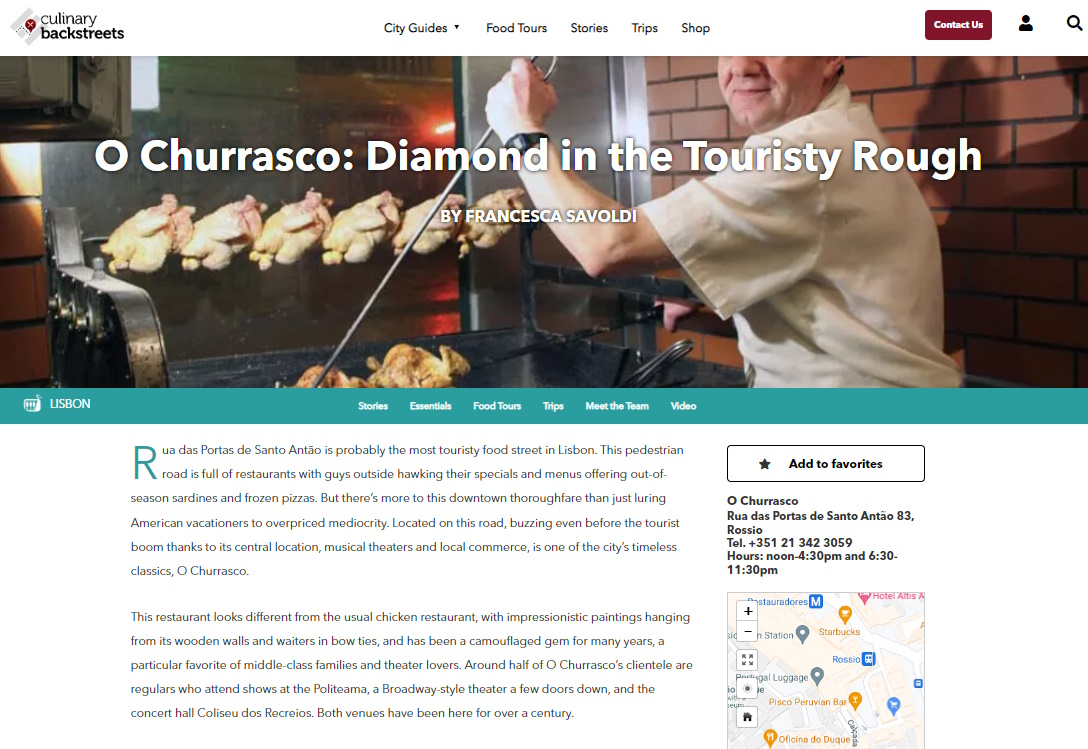 culinary
backstreets
City Guides
Food Tours
Stories
Trips
Shop
Contact Us
O Churrasco: Diamond in the Touristy Rough
BY FRANCESCA SAVOLDI
LISBON
Stories
Essentials
Food Tours
Trips
Meet the Team
Video
Rua das Portas de Santo Antão is probably the most touristy food street in Lisbon. This pedestrian
road is full of restaurants with guys outside hawking their specials and menus offering out-of-
season sardines and frozen pizzas. But there's more to this downtown thoroughfare than just luring
American vacationers to overpriced mediocrity. Located on this road, buzzing even before the tourist
boom thanks to its central location, musical theaters and local commerce, is one of the city's timeless
classics, O Churrasco.
This restaurant looks different from the usual chicken restaurant, with impressionistic paintings hanging
from its wooden walls and waiters in bow ties, and has been a camouflaged gem for many years, a
particular favorite of middle-class families and theater lovers. Around half of O Churrasco's clientele are
regulars who attend shows at the Politeama, a Broadway-style theater a few doors down, and the
concert hall Coliseu dos Recreios. Both venues have been here for over a century.
Add to favorites
O Churrasco
Rua das Portas de Santo Antão 83,
Rossio
Tel. +351 21 342 3059
Hours: noon-4:30pm and 6:30-
11:30pm
+
−
Restauradores M
Hotel Altis A
Starbucks
Station
Rossio
Portugal Luggage
Pisco Peruvian Bar
Calçada
Oficina do Duque